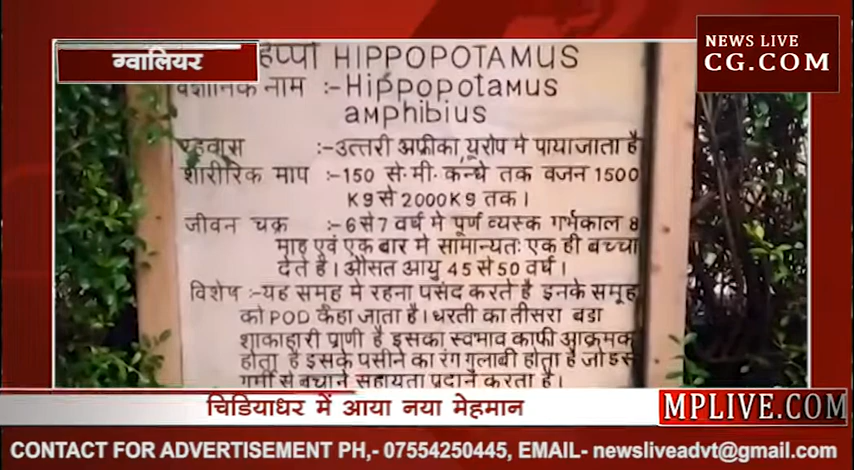 ग्वालियर
NEWS LIVE
CG.COM
हिप्पो HIPPOPOTAMUS
वैज्ञानिक नाम :-Hippopotamus
amphibius
रहवास :-उत्तरी अफ्रीका,यूरोप मे पाया जाता है
शारीरिक माप :-150 से.मी. कन्धे तक वजन 1500
K9 से 2000K9 तक।
जीवन चक्र :-6 से 7 वर्ष मे पूर्ण व्यस्क गर्भकाल 8
माह एवं एक बार मे सामान्यतः एक ही बच्चा
देते है। औसत आयु 45 से 50 वर्ष।
विशेष :-यह समूह मे रहना पसंद करते है इनके समूह
को POD कहा जाता है। धरती का तीसरा बडा
शाकाहारी प्राणी है इसका स्वभाव काफी आक्रमक
होता है इसके पसीने का रंग गुलाबी होता है जो इसे
गर्मी से बचाने सहायता प्रदान करता है।
चिडियाधर में आया नया मेहमान
MPLIVE.COM
CONTACT FOR ADVERTISEMENT PH,- 07554250445, EMAIL- newsliveadvt@gmail.com